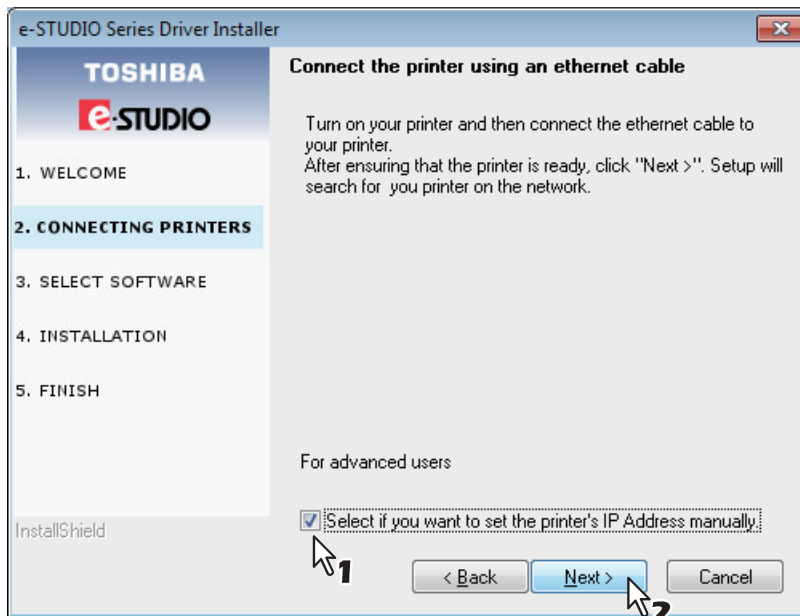 e-STUDIO Series Driver Installer
TOSHIBA
e-STUDIO
1. WELCOME
2. CONNECTING PRINTERS
3. SELECT SOFTWARE
4. INSTALLATION
5. FINISH
InstallShield
Connect the printer using an ethernet cable
Turn on your printer and then connect the ethernet cable to
your printer.
After ensuring that the printer is ready, click "Next >". Setup will
search for you printer on the network.
For advanced users
Select if you want to set the printer's IP Address manually.
1
< Back
Next >
Cancel
2